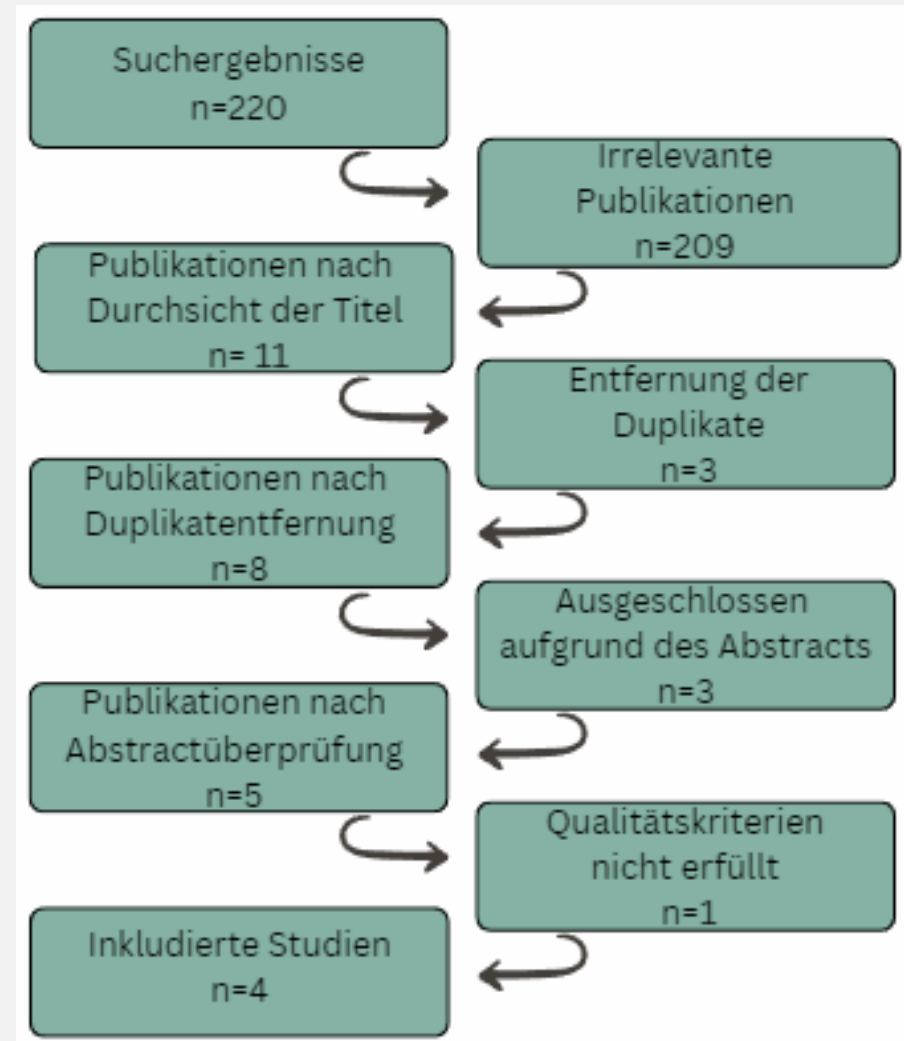 Suchergebnisse
n=220
Irrelevante
Publikationen
n=209
Publikationen nach
Durchsicht der Titel
n= 11
Entfernung der
Duplikate
n=3
Publikationen nach
Duplikatentfernung
n=8
Ausgeschlossen
aufgrund des Abstracts
n=3
Publikationen nach
Abstractüberprüfung
n=5
Qualitätskriterien
nicht erfüllt
n=1
Inkludierte Studien
n=4